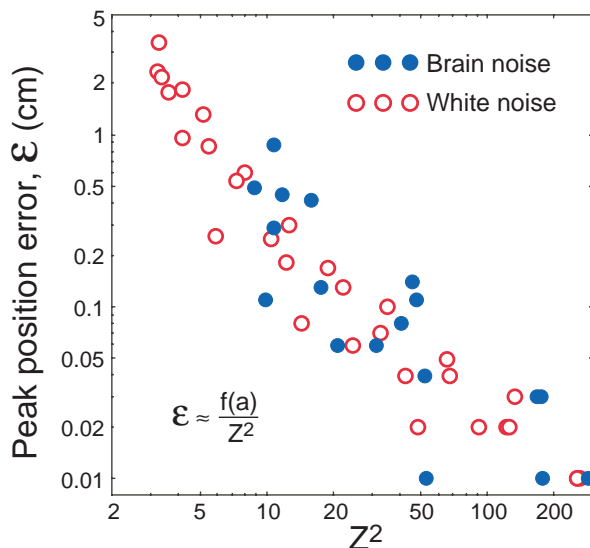 5
2
1
0.5
0.2
0.1
0.05
0.02
0.01
Peak position error, ε (cm)
Brain noise
White noise
ε ≈ f(a)
Z²
2
5
10
20
50
100
200
Z²